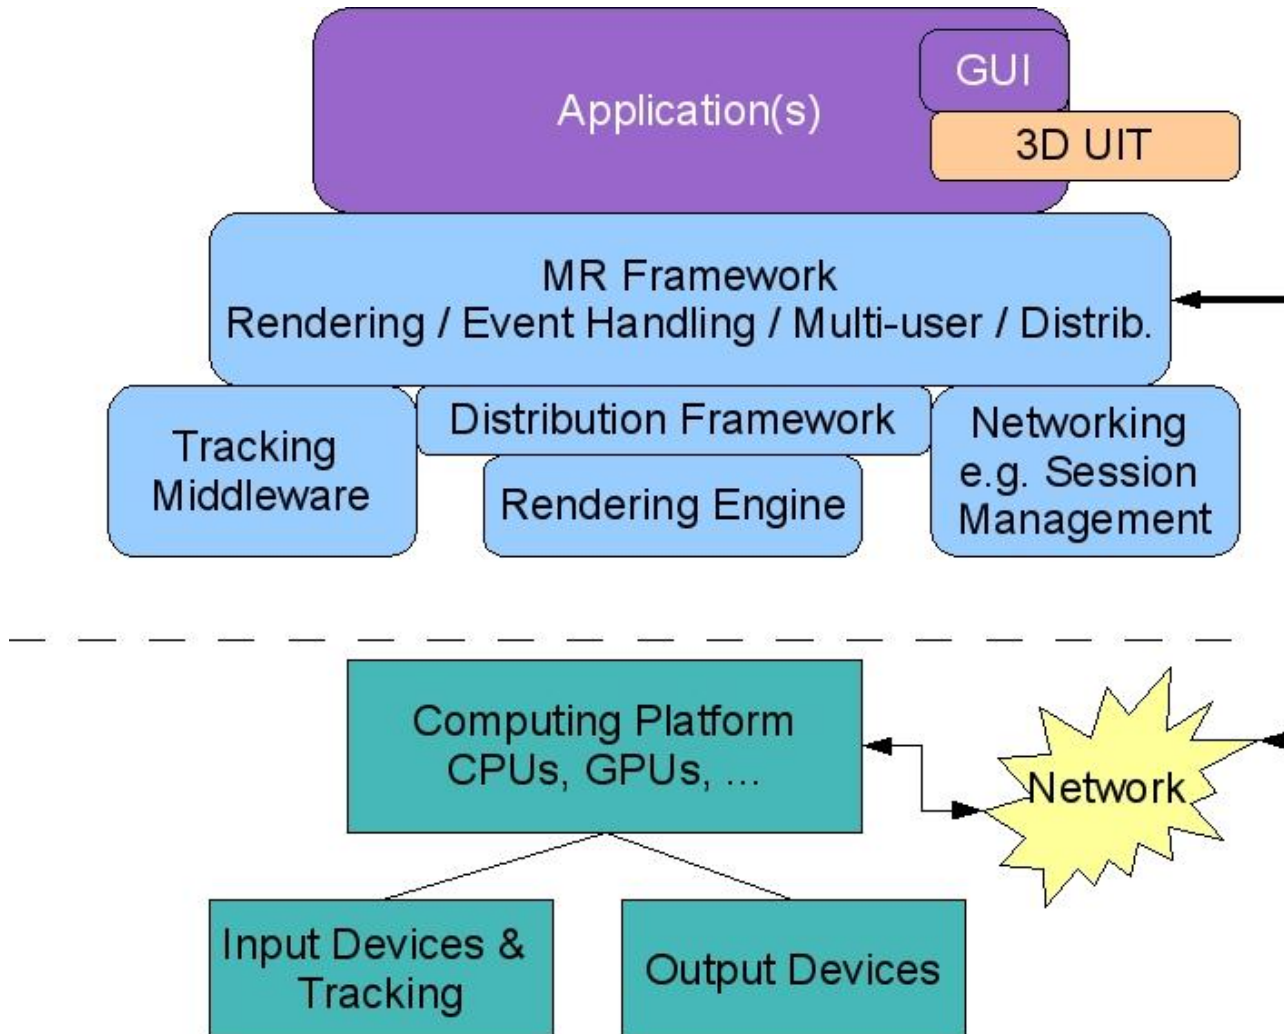 GUI
Application(s)
3D UIT
MR Framework
Rendering / Event Handling / Multi-user / Distrib.
Tracking
Middleware
Distribution Framework
Rendering Engine
Networking
e.g. Session
Management
Computing Platform
CPUs, GPUs, ...
Network
Input Devices &
Tracking
Output Devices